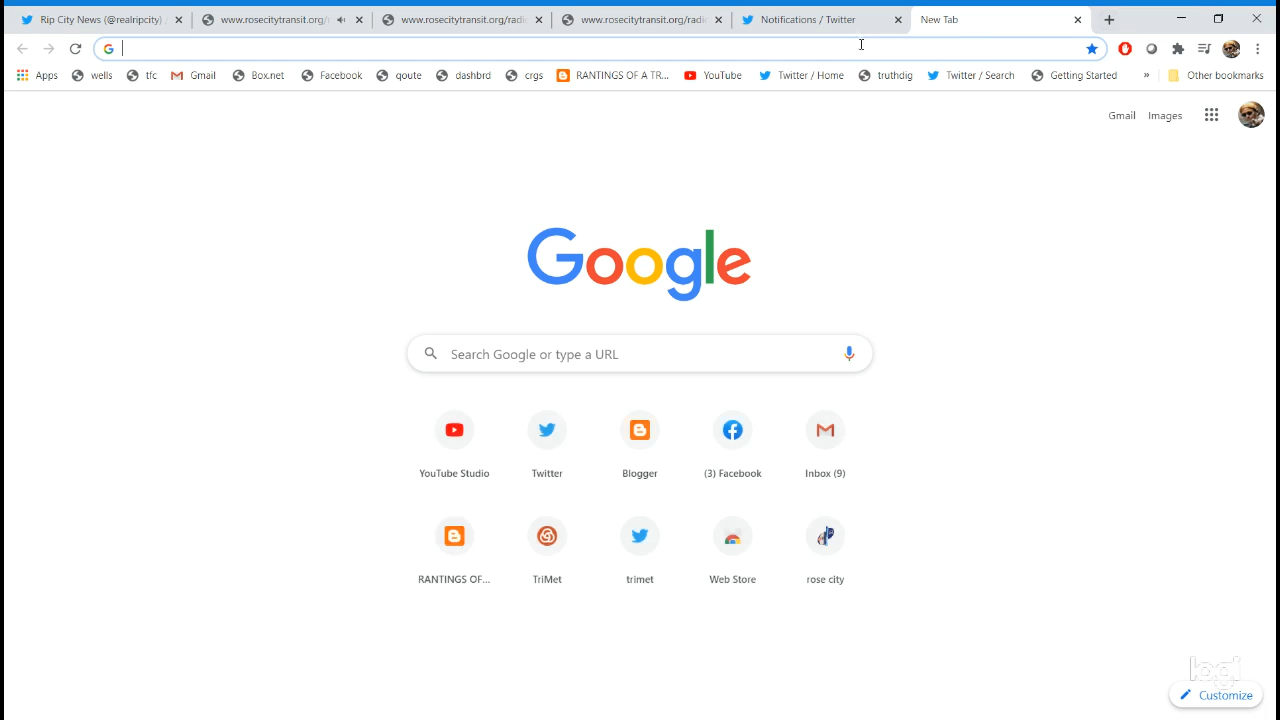 Rip City News (@realripcity) /
www.rosecitytransit.org/
www.rosecitytransit.org/radi
www.rosecitytransit.org/radi
Notifications / Twitter
New Tab
Apps
wells
tfc
Gmail
Box.net
Facebook
qoute
dashbrd
crgs
RANTINGS OF A TR...
YouTube
Twitter / Home
truthdig
Twitter / Search
Getting Started
»
Other bookmarks
Gmail
Images
Google
Search Google or type a URL
YouTube Studio
Twitter
Blogger
(3) Facebook
Inbox (9)
RANTINGS OF...
TriMet
trimet
Web Store
rose city
logi
Customize